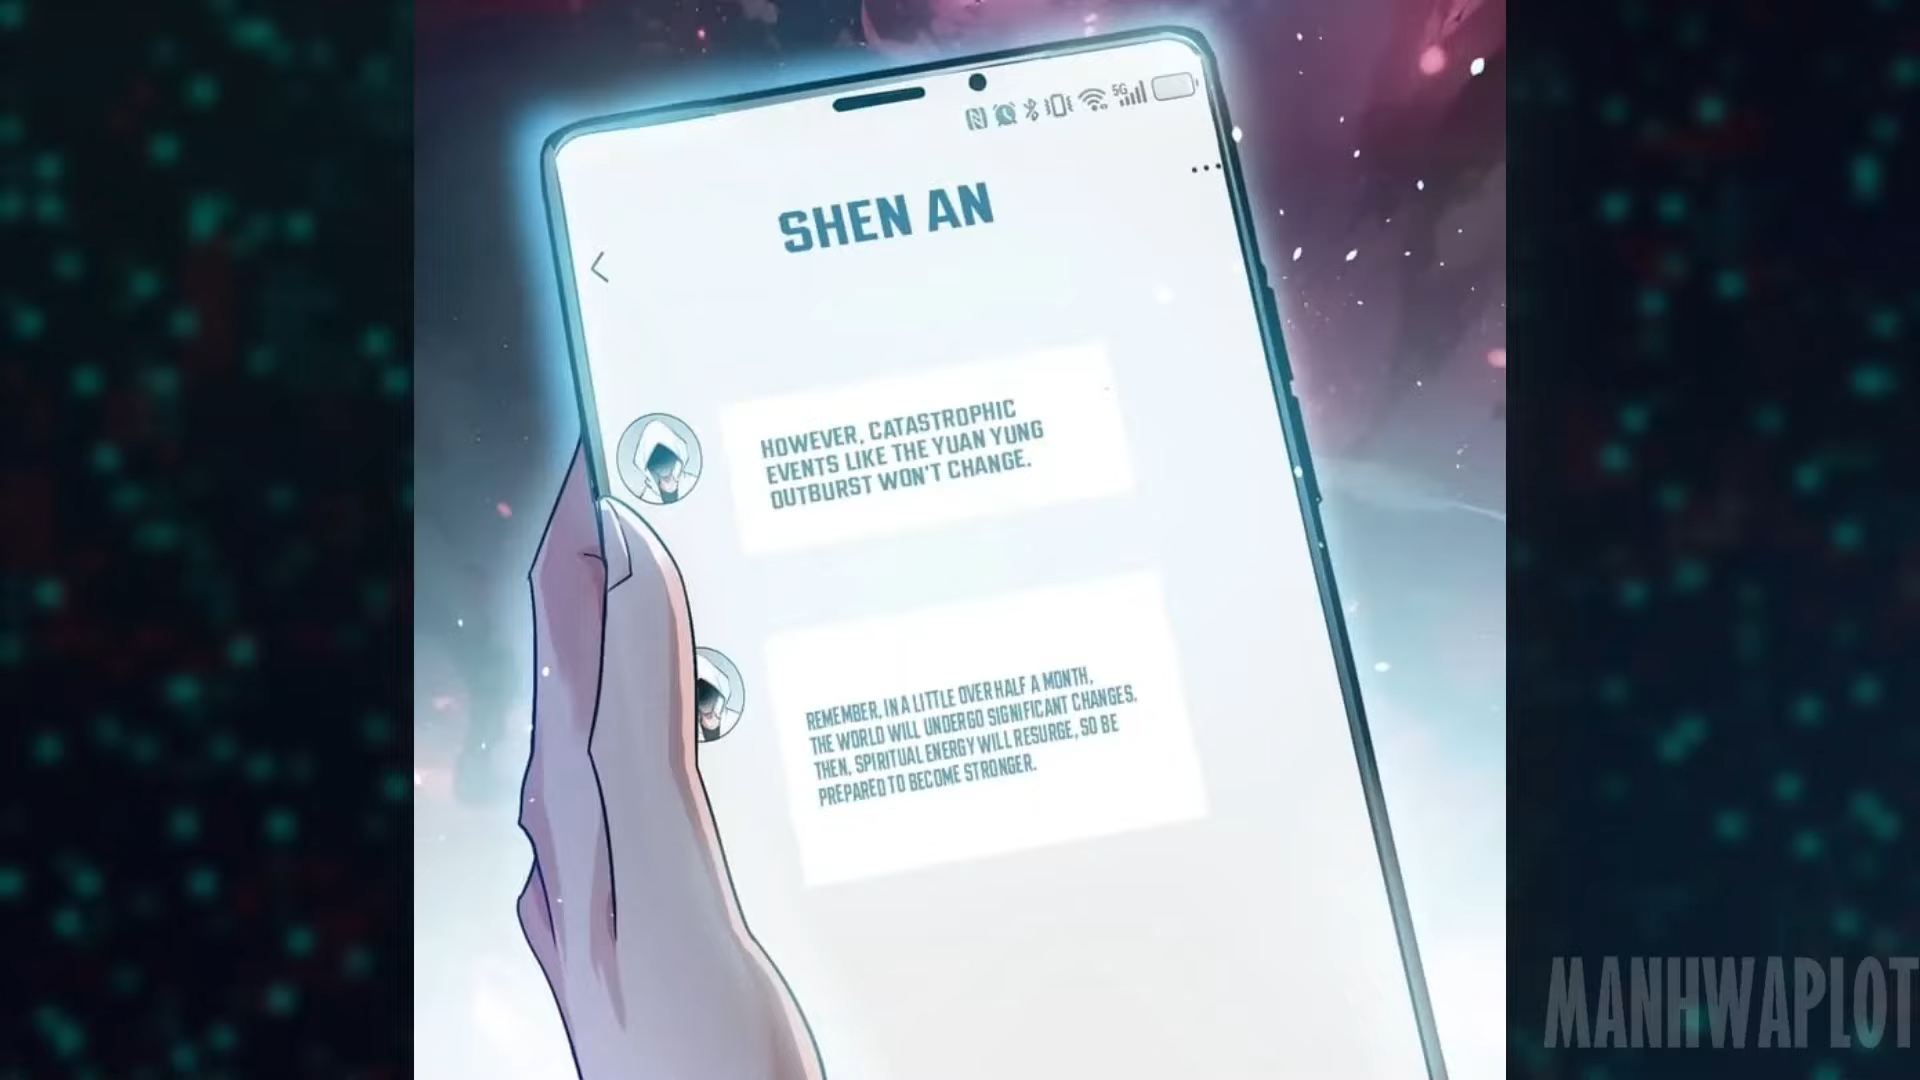 5G
SHEN AN
HOWEVER, CATASTROPHIC
EVENTS LIKE THE YUAN YUNG
OUTBURST WON'T CHANGE.
REMEMBER, IN A LITTLE OVER HALF A MONTH,
THE WORLD WILL UNDERGO SIGNIFICANT CHANGES.
THEN, SPIRITUAL ENERGY WILL RESURGE, SO BE
PREPARED TO BECOME STRONGER.
MANHWAPLOT